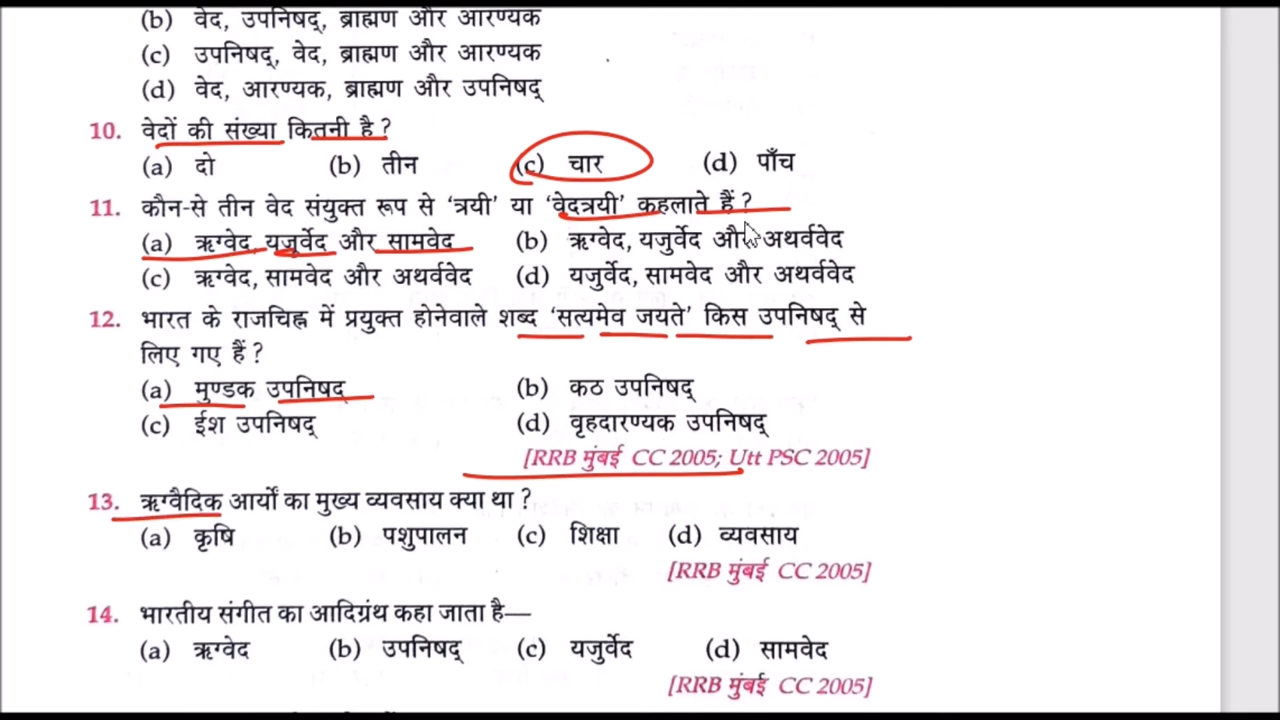 (b) वेद, उपनिषद्, ब्राह्मण और आरण्यक
(c) उपनिषद्, वेद, ब्राह्मण और आरण्यक
(d) वेद, आरण्यक, ब्राह्मण और उपनिषद्
10. वेदों की संख्या कितनी है ?
(a) दो (b) तीन (c) चार (d) पाँच
11. कौन-से तीन वेद संयुक्त रूप से ‘त्रयी’ या ‘वेदत्रयी’ कहलाते हैं ?
(a) ऋग्वेद, यजुर्वेद और सामवेद (b) ऋग्वेद, यजुर्वेद और अथर्ववेद
(c) ऋग्वेद, सामवेद और अथर्ववेद (d) यजुर्वेद, सामवेद और अथर्ववेद
12. भारत के राजचिह्न में प्रयुक्त होनेवाले शब्द ‘सत्यमेव जयते’ किस उपनिषद् से
लिए गए हैं ?
(a) मुण्डक उपनिषद् (b) कठ उपनिषद्
(c) ईश उपनिषद् (d) वृहदारण्यक उपनिषद्
[RRB मुंबई CC 2005; Utt PSC 2005]
13. ऋग्वैदिक आर्यों का मुख्य व्यवसाय क्या था ?
(a) कृषि (b) पशुपालन (c) शिक्षा (d) व्यवसाय
[RRB मुंबई CC 2005]
14. भारतीय संगीत का आदिग्रंथ कहा जाता है—
(a) ऋग्वेद (b) उपनिषद् (c) यजुर्वेद (d) सामवेद
[RRB मुंबई CC 2005]